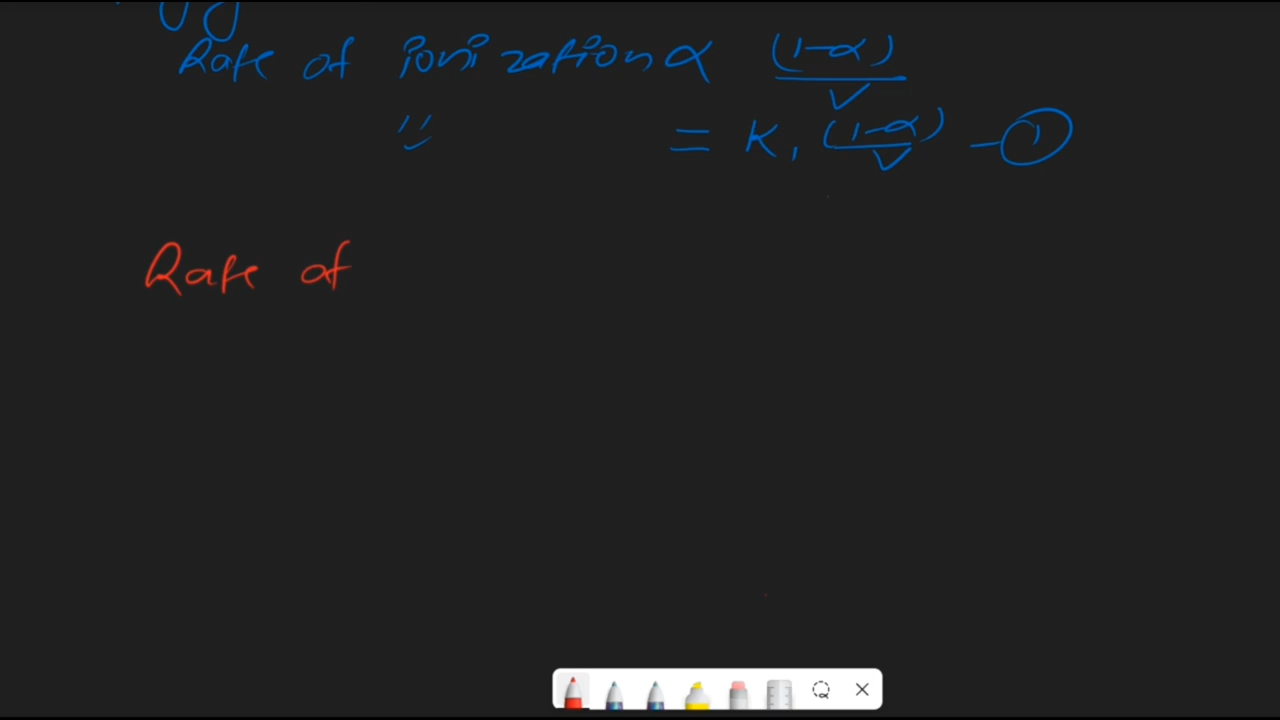 Rate of ionization α (1-α)/V
" = K₁ (1-α)/V - ①
Rate of